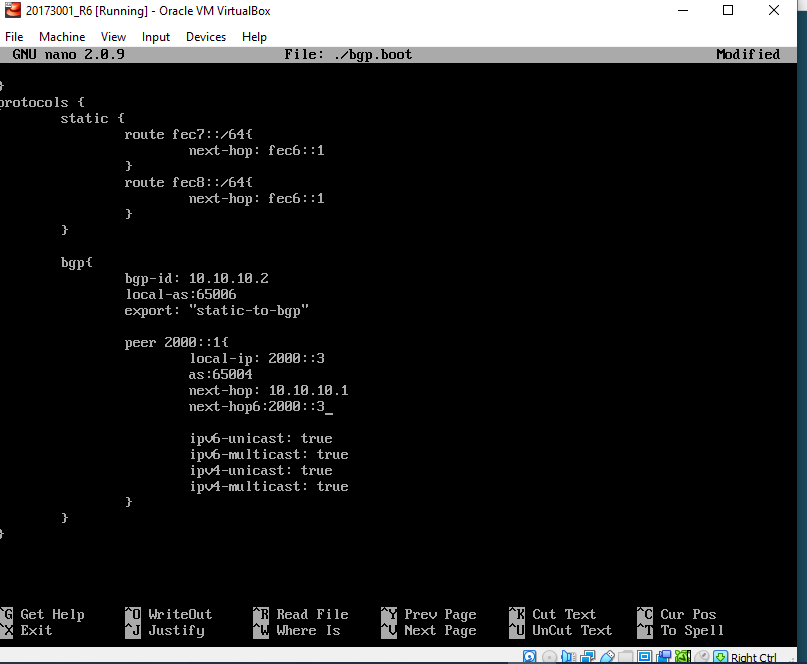 20173001_R6 [Running] - Oracle VM VirtualBox
File Machine View Input Devices Help
GNU nano 2.0.9 File: ./bgp.boot Modified
}
protocols {
static {
route fec7::/64{
next-hop: fec6::1
}
route fec8::/64{
next-hop: fec6::1
}
}
bgp{
bgp-id: 10.10.10.2
local-as:65006
export: "static-to-bgp"
peer 2000::1{
local-ip: 2000::3
as:65004
next-hop: 10.10.10.1
next-hop6:2000::3_
ipv6-unicast: true
ipv6-multicast: true
ipv4-unicast: true
ipv4-multicast: true
}
}
}
^G Get Help ^O WriteOut ^R Read File ^Y Prev Page ^K Cut Text ^C Cur Pos
^X Exit ^J Justify ^W Where Is ^V Next Page ^U UnCut Text ^T To Spell
Right Ctrl